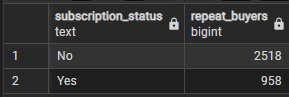 subscription_status repeat_buyers
text bigint
1 No 2518
2 Yes 958